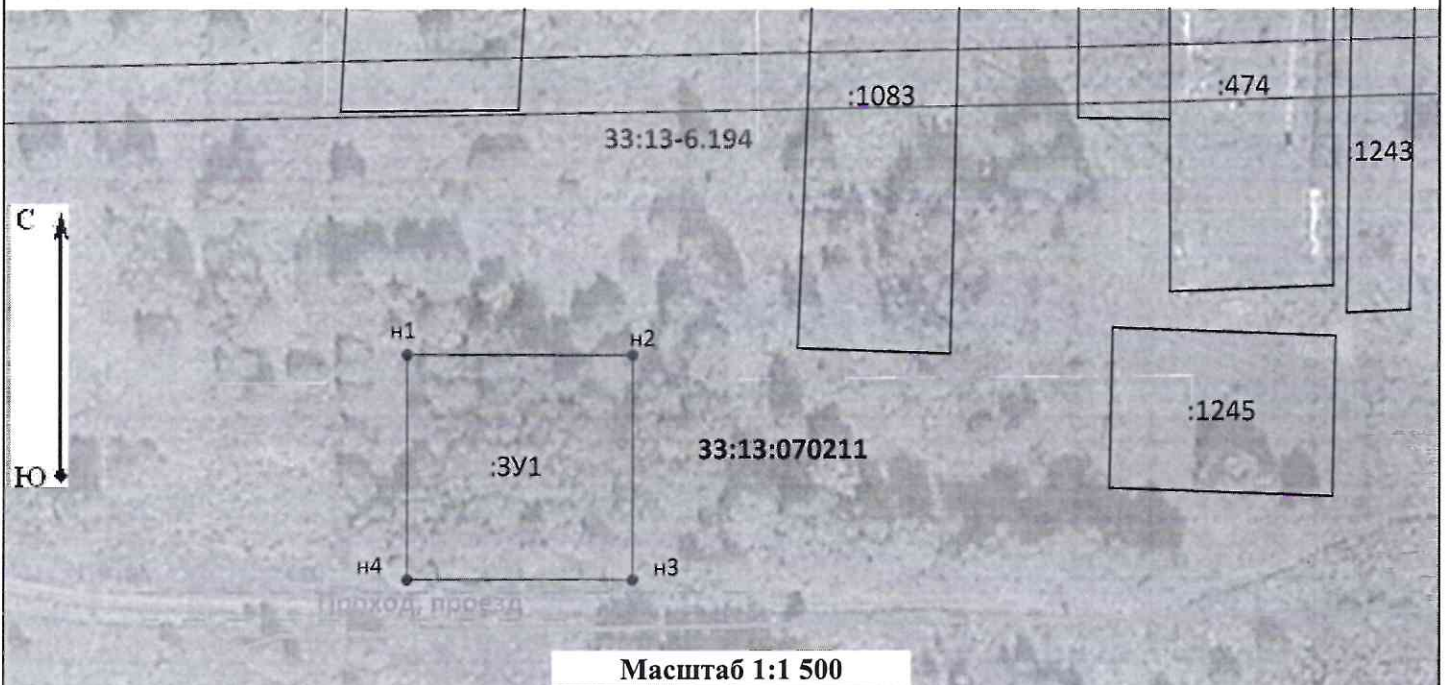 :1083
:474
33:13-6.194
:1243
С
н1
н2
:1245
33:13:070211
:ЗУ1
Ю
н4
н3
Проход, проезд
Масштаб 1:1 500